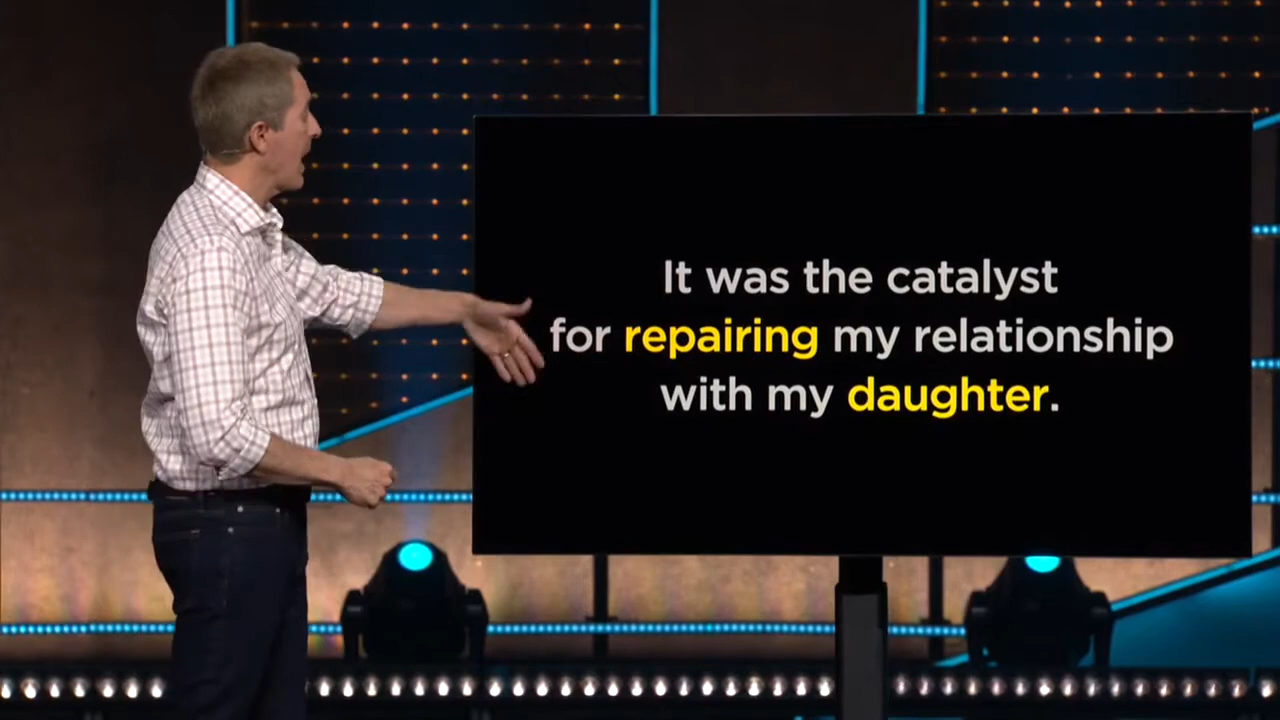 It was the catalyst
for repairing my relationship
with my daughter.